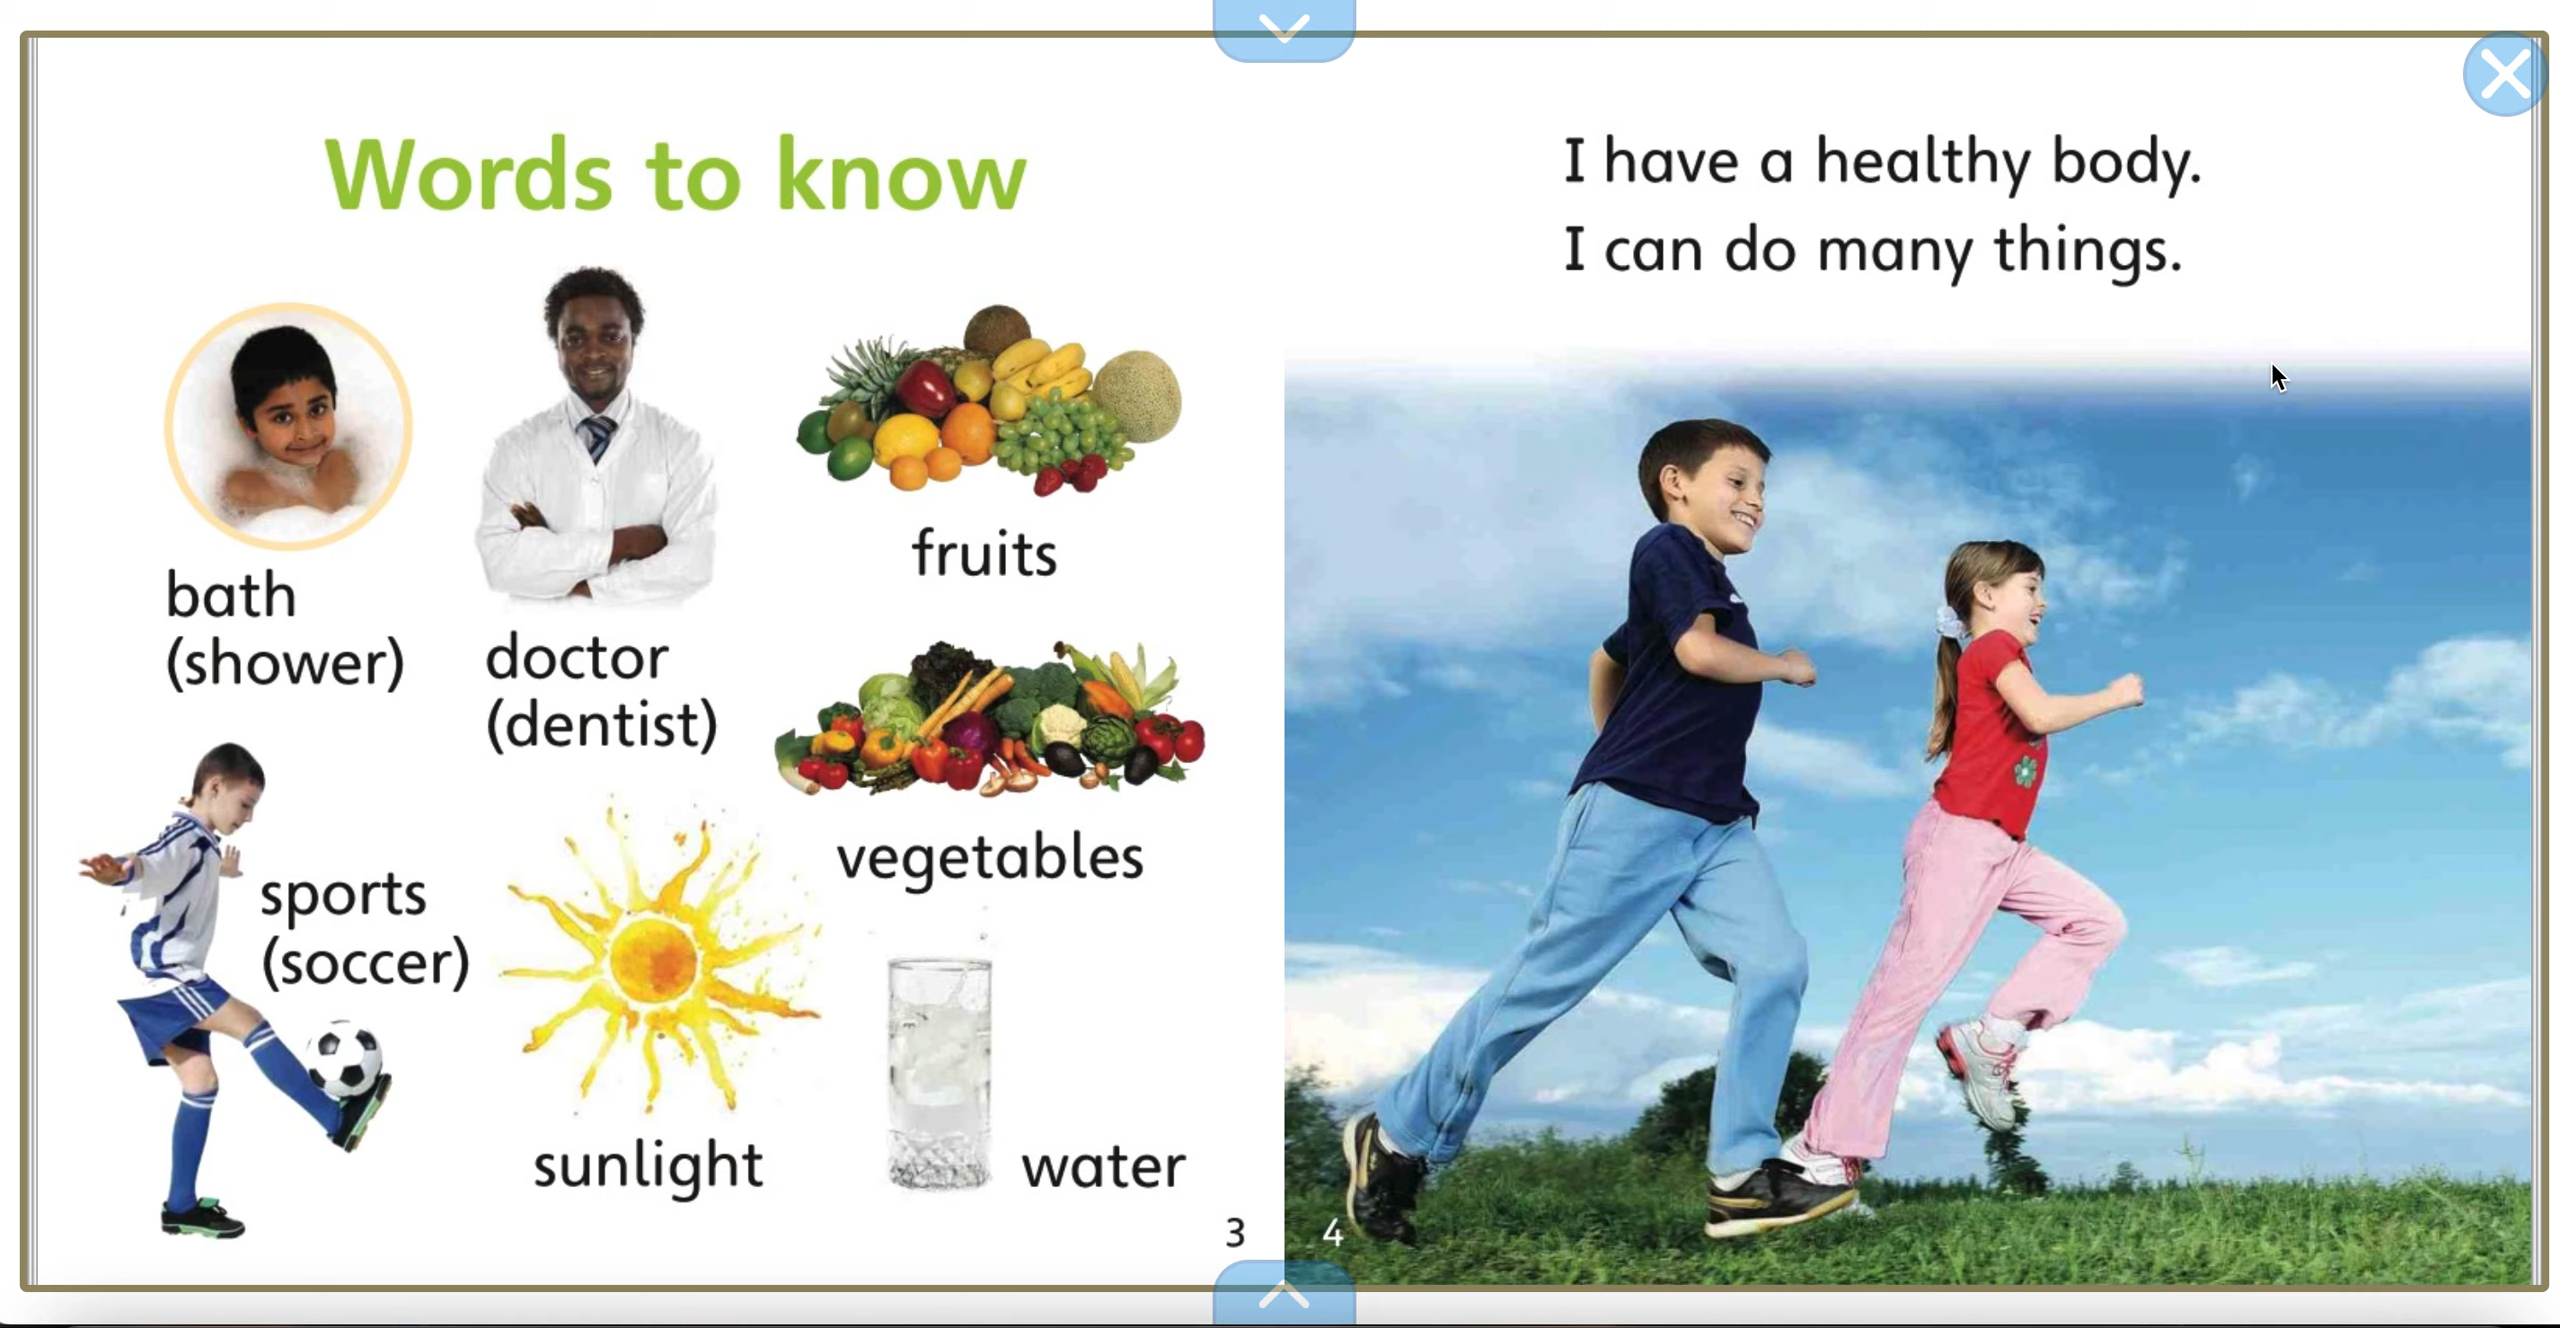 Words to know
bath
(shower)
doctor
(dentist)
fruits
vegetables
sports
(soccer)
sunlight
water
3
I have a healthy body.
I can do many things.
4